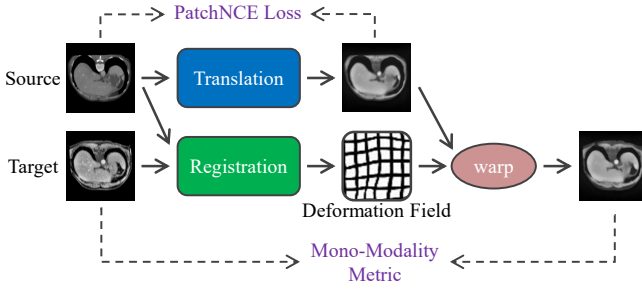 PatchNCE Loss
Source
Translation
Target
Registration
warp
Deformation Field
Mono-Modality
Metric